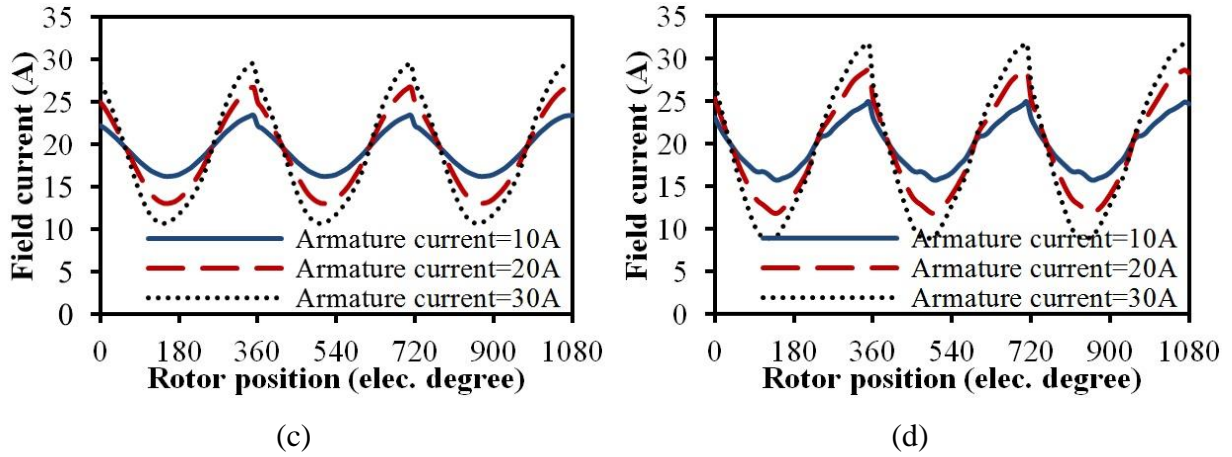 Field current (A)
35
30
25
20
15
10
5
0
Armature current=10A
Armature current=20A
Armature current=30A
0 180 360 540 720 900 1080
Rotor position (elec. degree)
(c)
Field current (A)
35
30
25
20
15
10
5
0
Armature current=10A
Armature current=20A
Armature current=30A
0 180 360 540 720 900 1080
Rotor position (elec. degree)
(d)